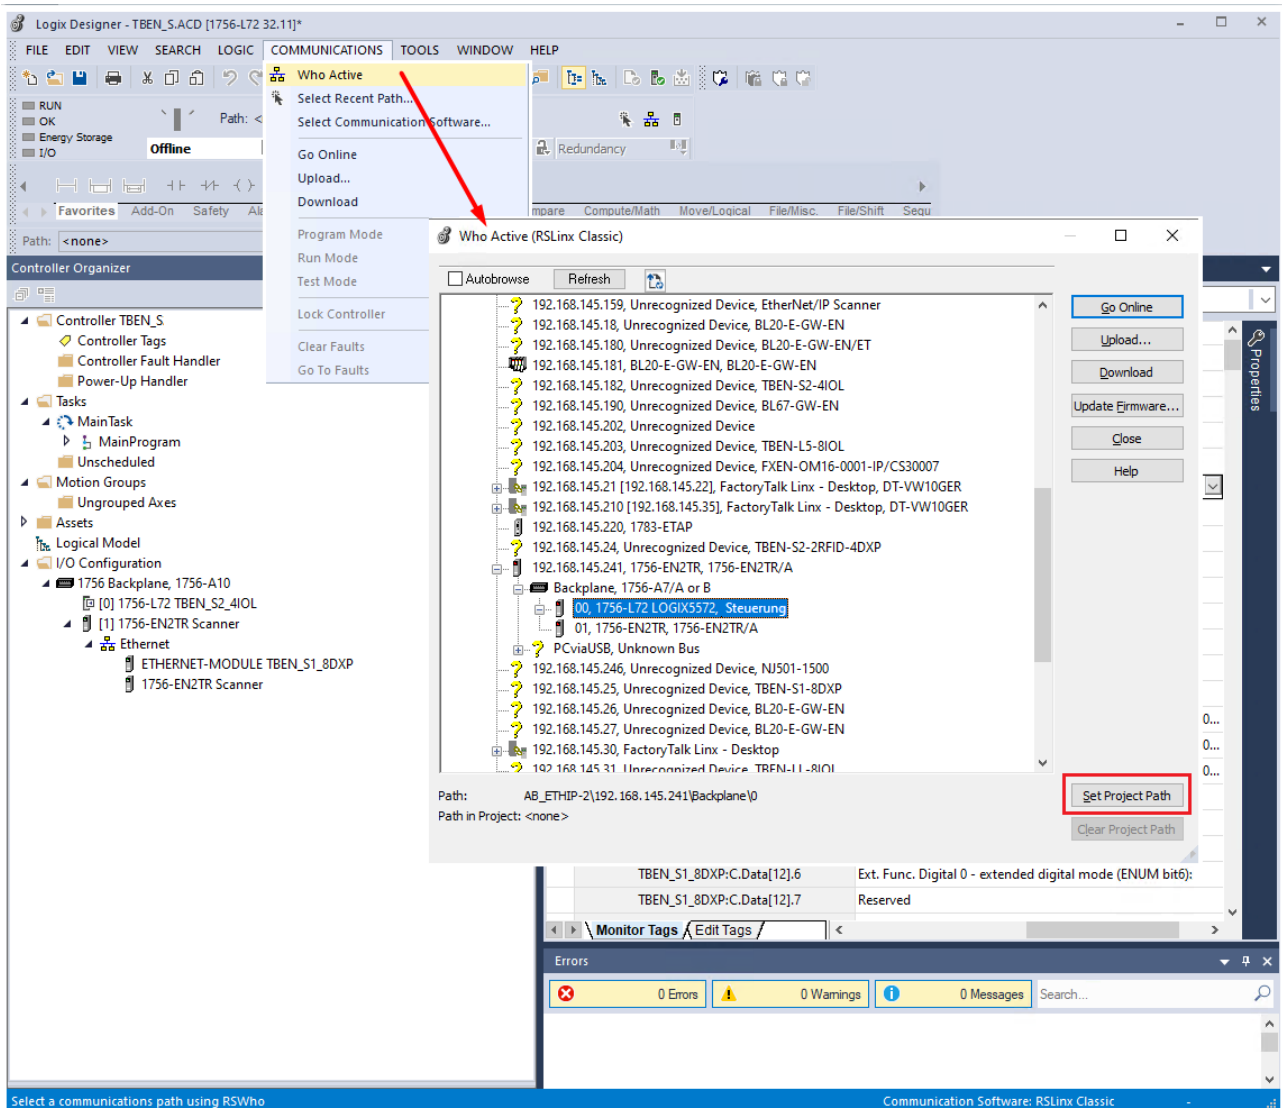 Logix Designer - TBEN_S.ACD [1756-L72 32.11]*
FILE EDIT VIEW SEARCH LOGIC COMMUNICATIONS TOOLS WINDOW HELP
Who Active
Select Recent Path...
Select Communication Software...
Go Online
Upload...
Download
Program Mode
Run Mode
Test Mode
Lock Controller
Clear Faults
Go To Faults
RUN
OK
Energy Storage
I/O
Path: <
Offline
Redundancy
Favorites Add-On Safety
Compute/Math Move/Logical File/Misc. File/Shift Sequ
Path: <none>
Controller Organizer
Controller TBEN_S
Controller Tags
Controller Fault Handler
Power-Up Handler
Tasks
MainTask
MainProgram
Unscheduled
Motion Groups
Ungrouped Axes
Assets
Logical Model
I/O Configuration
1756 Backplane, 1756-A10
[0] 1756-L72 TBEN_S2_4IOL
[1] 1756-EN2TR Scanner
Ethernet
ETHERNET-MODULE TBEN_S1_8DXP
1756-EN2TR Scanner
Who Active (RSLinx Classic)
Autobrowse Refresh
192.168.145.159, Unrecognized Device, EtherNet/IP Scanner
192.168.145.18, Unrecognized Device, BL20-E-GW-EN
192.168.145.180, Unrecognized Device, BL20-E-GW-EN/ET
192.168.145.181, BL20-E-GW-EN, BL20-E-GW-EN
192.168.145.182, Unrecognized Device, TBEN-S2-4IOL
192.168.145.190, Unrecognized Device, BL67-GW-EN
192.168.145.202, Unrecognized Device
192.168.145.203, Unrecognized Device, TBEN-L5-8IOL
192.168.145.204, Unrecognized Device, FXEN-OM16-0001-IP/CS30007
192.168.145.21 [192.168.145.22], FactoryTalk Linx - Desktop, DT-VW10GER
192.168.145.210 [192.168.145.35], FactoryTalk Linx - Desktop, DT-VW10GER
192.168.145.220, 1783-ETAP
192.168.145.24, Unrecognized Device, TBEN-S2-2RFID-4DXP
192.168.145.241, 1756-EN2TR, 1756-EN2TR/A
Backplane, 1756-A7/A or B
00, 1756-L72 LOGIX5572, Steuerung
01, 1756-EN2TR, 1756-EN2TR/A
PCviaUSB, Unknown Bus
192.168.145.246, Unrecognized Device, NJ501-1500
192.168.145.25, Unrecognized Device, TBEN-S1-8DXP
192.168.145.26, Unrecognized Device, BL20-E-GW-EN
192.168.145.27, Unrecognized Device, BL20-E-GW-EN
192.168.145.30, FactoryTalk Linx - Desktop
192.168.145.31, Unrecognized Device, TBEN-LL-8IOL
Go Online
Upload...
Download
Update Firmware...
Close
Help
Set Project Path
Clear Project Path
Path: AB_ETHIP-2\192.168.145.241\Backplane\0
Path in Project: <none>
Properties
0...
0...
0...
TBEN_S1_8DXP:C.Data[12].6 Ext. Func. Digital 0 - extended digital mode (ENUM bit6):
TBEN_S1_8DXP:C.Data[12].7 Reserved
Monitor Tags Edit Tags
Errors
0 Errors 0 Warnings 0 Messages Search...
Select a communications path using RSWho
Communication Software: RSLinx Classic -